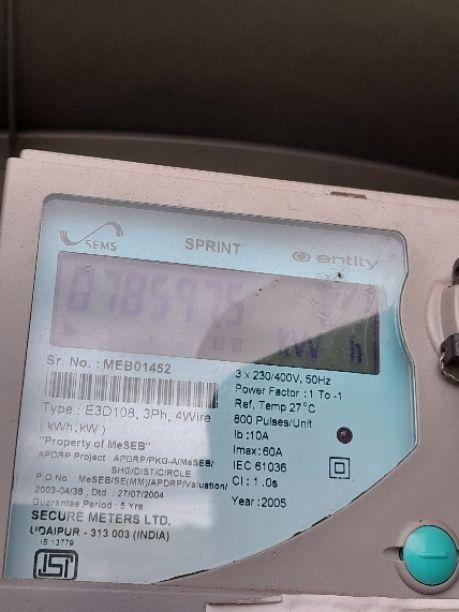 SEMS
SPRINT
entity
kW h
Sr. No. : MEB01452
Type : E3D108, 3Ph, 4Wire
( kWh, kW )
"Property of MeSEB"
APDRP Project : APDRP/PKG-A/MeSEB/
SHG/DIST/CIRCLE
P.O No MeSEB/SE(MM)/APDRP/Valuation/
2003-04/38 , Dtd : 27/07/2004
Guarantee Period : 5 Yrs.
SECURE METERS LTD.
UDAIPUR - 313 003 (INDIA)
IS 13779
3 x 230/400V, 50Hz
Power Factor : 1 To -1
Ref. Temp 27°C
800 Pulses/Unit
Ib : 10A
Imax: 60A
IEC 61036
Cl : 1 .0s
Year : 2005